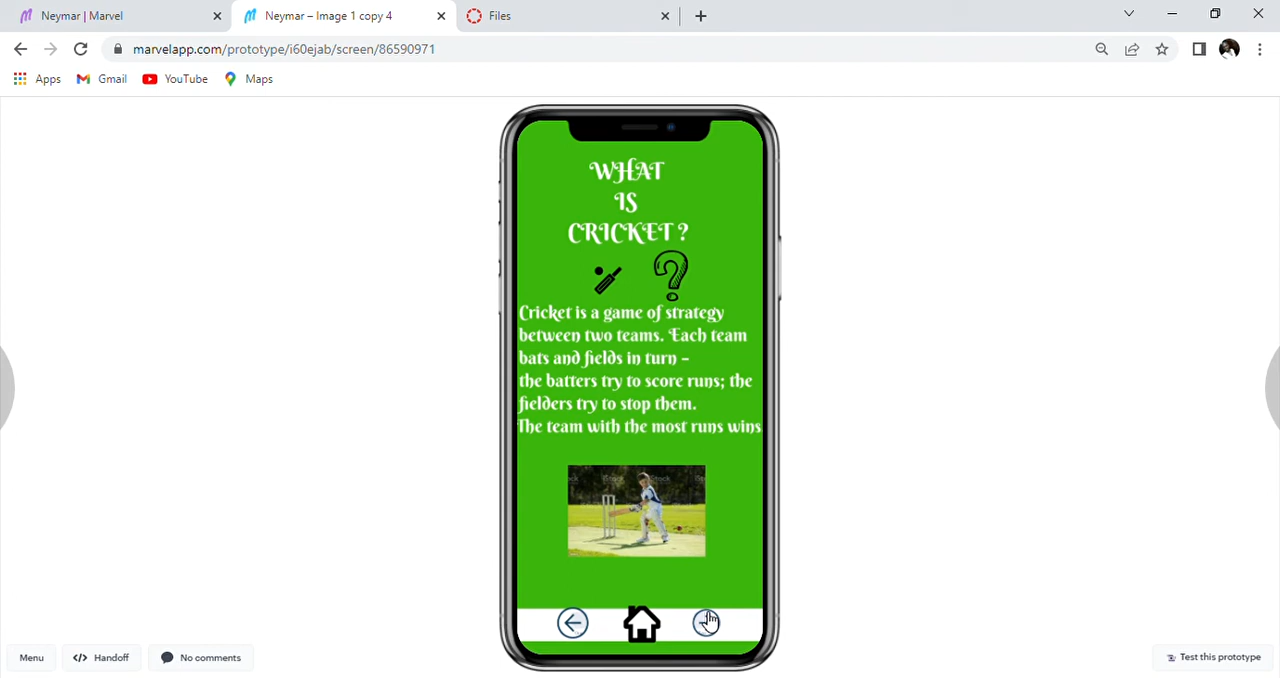 Neymar | Marvel
Neymar – Image 1 copy 4
Files
marvelapp.com/prototype/i60ejab/screen/86590971
Apps
Gmail
YouTube
Maps
WHAT
IS
CRICKET ?
?
Cricket is a game of strategy
between two teams. Each team
bats and fields in turn –
the batters try to score runs; the
fielders try to stop them.
The team with the most runs wins
iStock
iStock
Menu
</> Handoff
No comments
Test this prototype